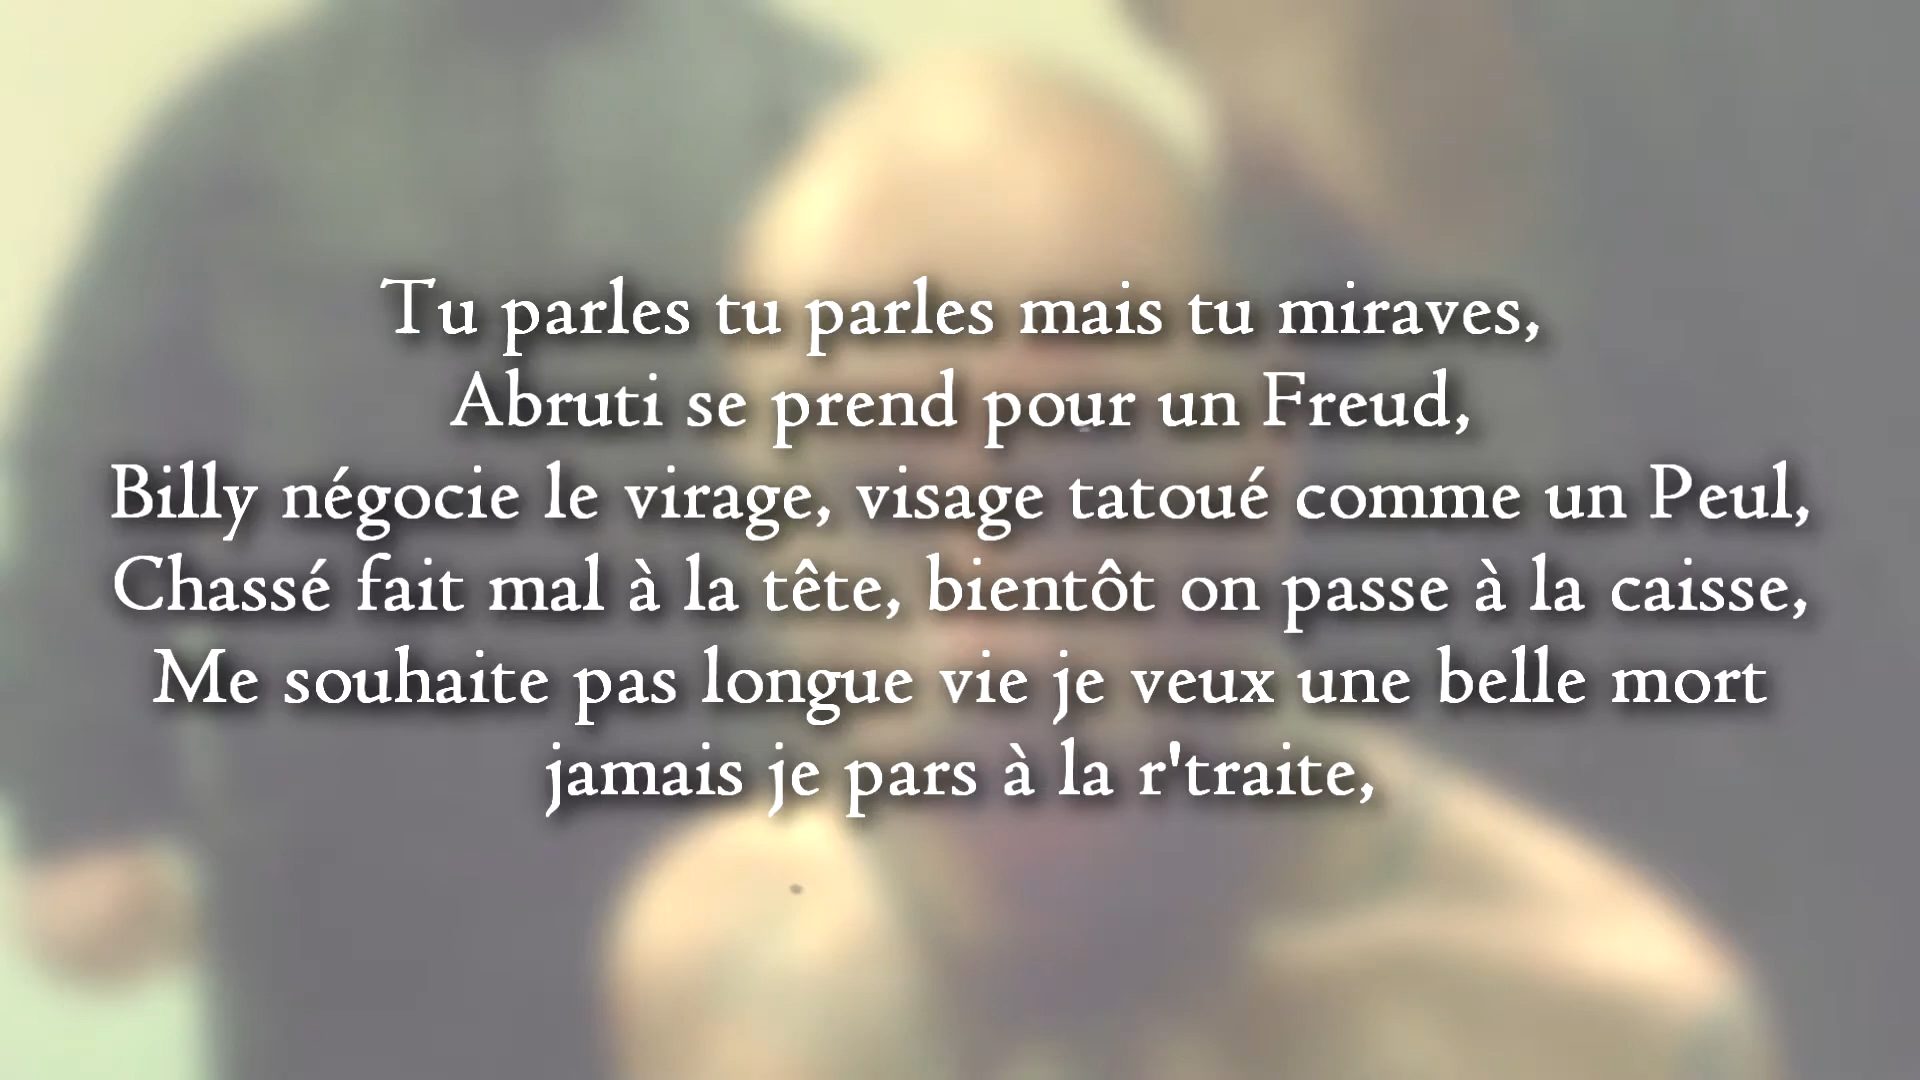 Tu parles tu parles mais tu miraves,
Abruti se prend pour un Freud,
Billy négocie le virage, visage tatoué comme un Peul,
Chassé fait mal à la tête, bientôt on passe à la caisse,
Me souhaite pas longue vie je veux une belle mort
jamais je pars à la r'traite,